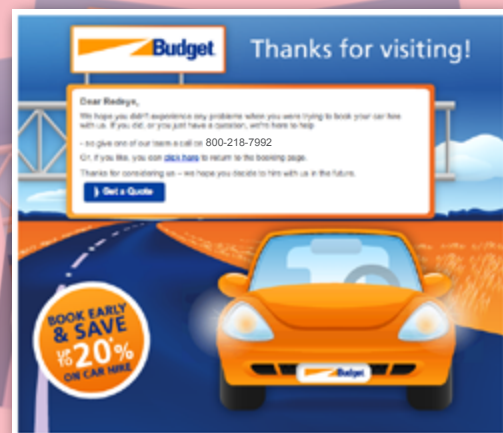 Budget
Thanks for visiting!
Dear Redeye,
We hope you didn't experience any problems when you were trying to book your car hire
with us. If you did, or you just have a question, we're here to help
- so give one of our team a call on 800-218-7992
Or, if you like, you can click here to return to the booking page.
Thanks for considering us – we hope you decide to hire with us in the future.
Get a Quote
BOOK EARLY
& SAVE
UP TO 20%*
ON CAR HIRE
Budget